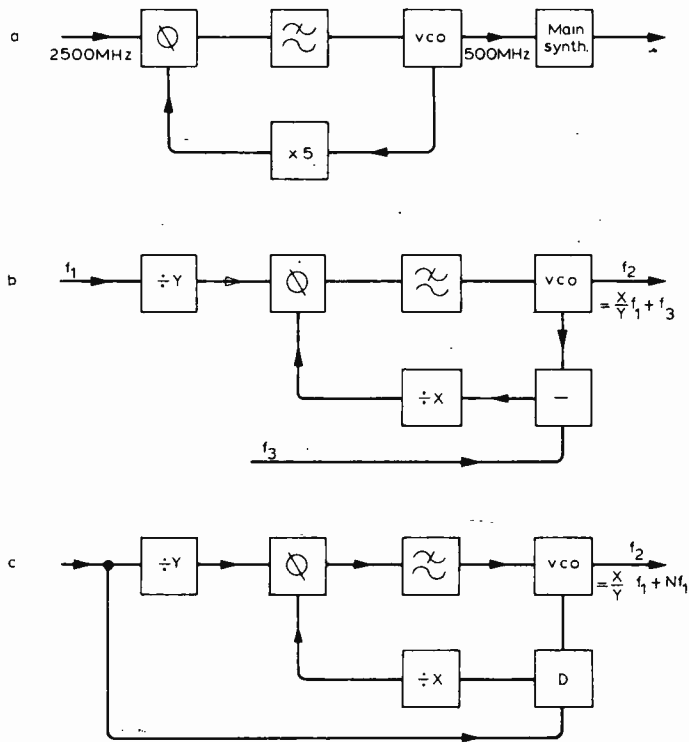 a
2500MHz
∅
vco
500MHz
Main
synth.
×5
b
f₁
÷Y
∅
vco
f₂
= X/Y f₁ + f₃
÷X
−
f₃
c
÷Y
∅
vco
f₂
= X/Y f₁ + Nf₁
÷X
D